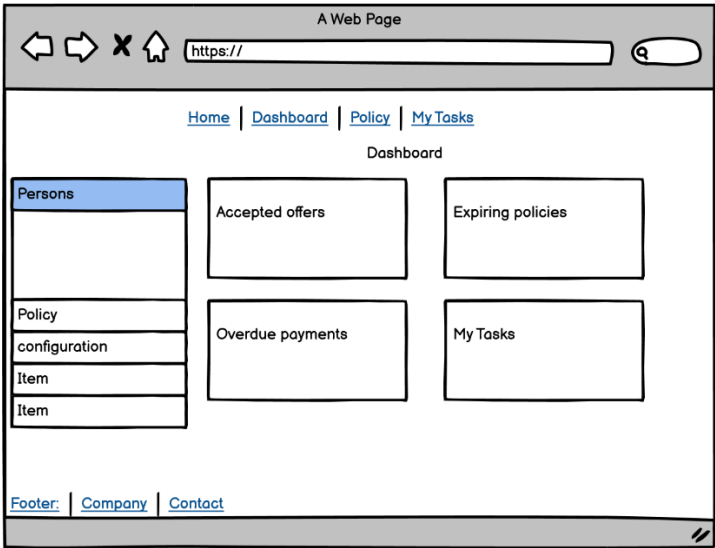 A Web Page
https://
Home Dashboard Policy My Tasks
Dashboard
Persons
Policy
configuration
Item
Item
Accepted offers
Expiring policies
Overdue payments
My Tasks
Footer: Company Contact